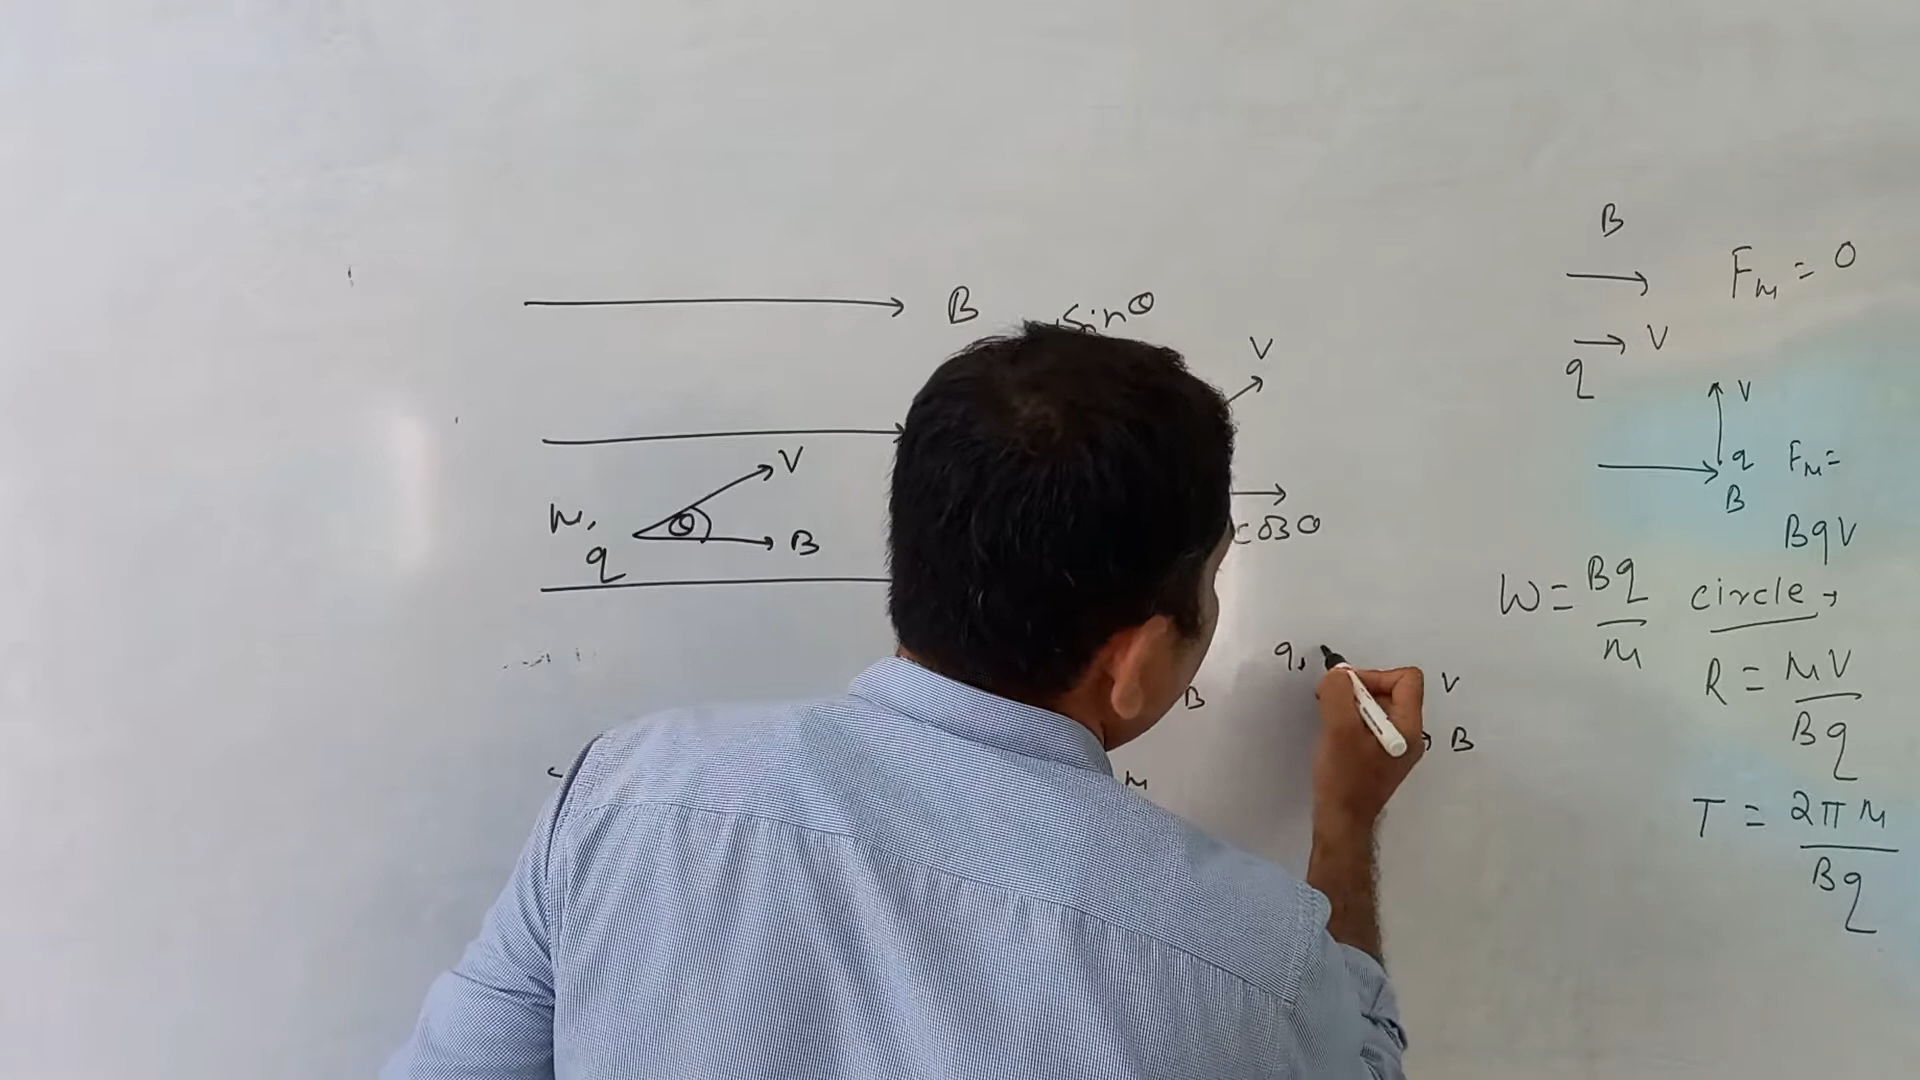 B
sinθ
V
V
θ
m,
B
q
cosθ
q,
V
B
B
m
B
Fm = 0
V
q
V
q Fm =
B
BqV
W = Bq/m
circle →
R = mV/Bq
T = 2πm/Bq